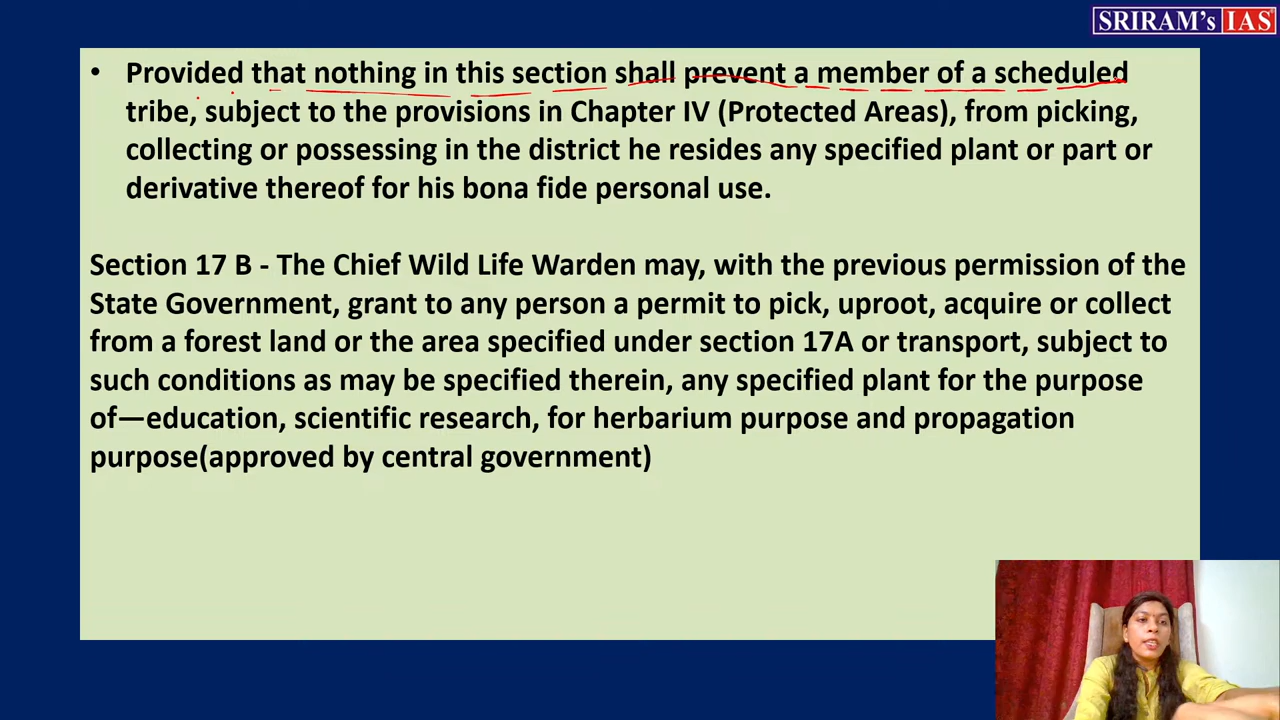 SRIRAM's IAS
• Provided that nothing in this section shall prevent a member of a scheduled
tribe, subject to the provisions in Chapter IV (Protected Areas), from picking,
collecting or possessing in the district he resides any specified plant or part or
derivative thereof for his bona fide personal use.
Section 17 B - The Chief Wild Life Warden may, with the previous permission of the
State Government, grant to any person a permit to pick, uproot, acquire or collect
from a forest land or the area specified under section 17A or transport, subject to
such conditions as may be specified therein, any specified plant for the purpose
of—education, scientific research, for herbarium purpose and propagation
purpose(approved by central government)